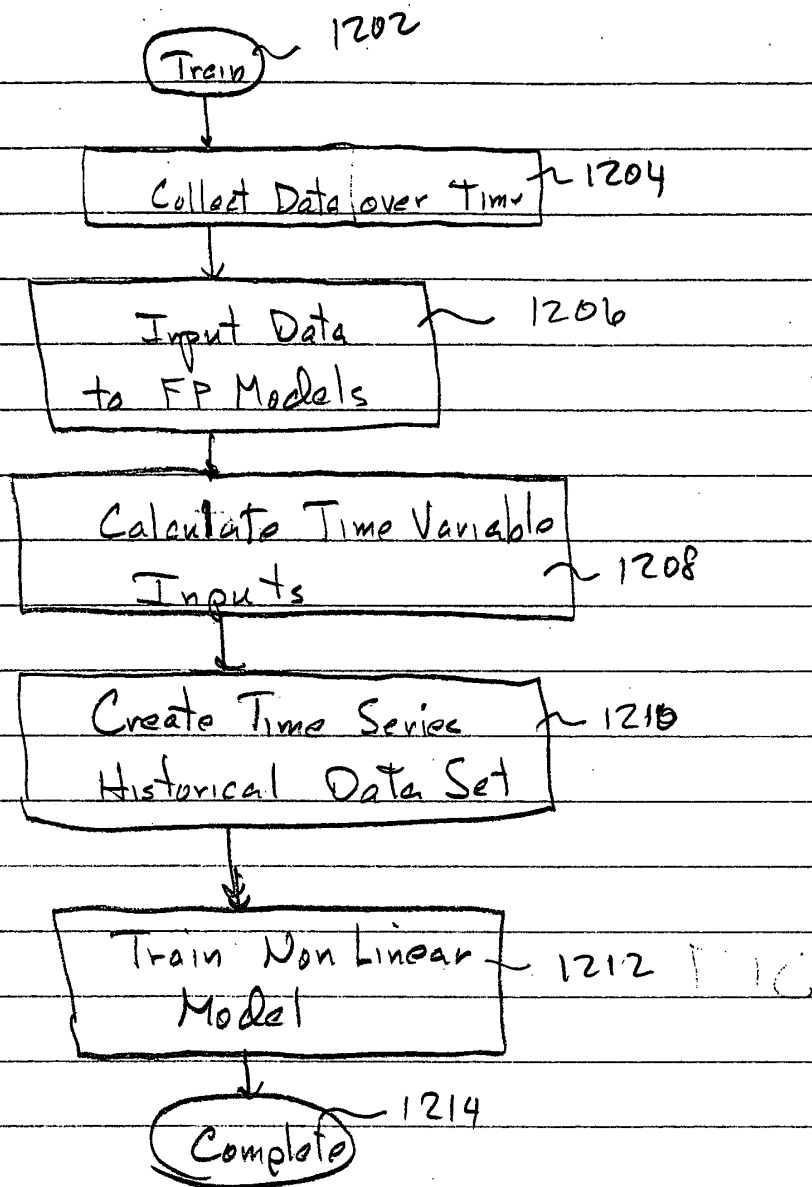 1202
Train
Collect Data over Time
1204
Input Data
to FP Models
1206
Calculate Time Variable
Inputs
1208
Create Time Series
Historical Data Set
1210
Train Non Linear
Model
1212
Complete
1214